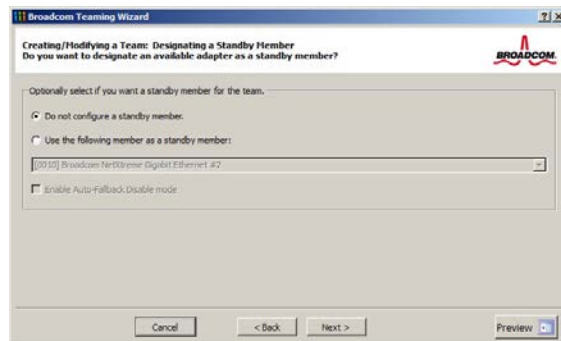 Broadcom Teaming Wizard
Creating/Modifying a Team: Designating a Standby Member
Do you want to designate an available adapter as a standby member?
BROADCOM.
Optionally select if you want a standby member for the team.
Do not configure a standby member.
Use the following member as a standby member:
[0010] Broadcom NetXtreme Gigabit Ethernet #2
Enable Auto-Fallback Disable mode
Cancel
< Back
Next >
Preview